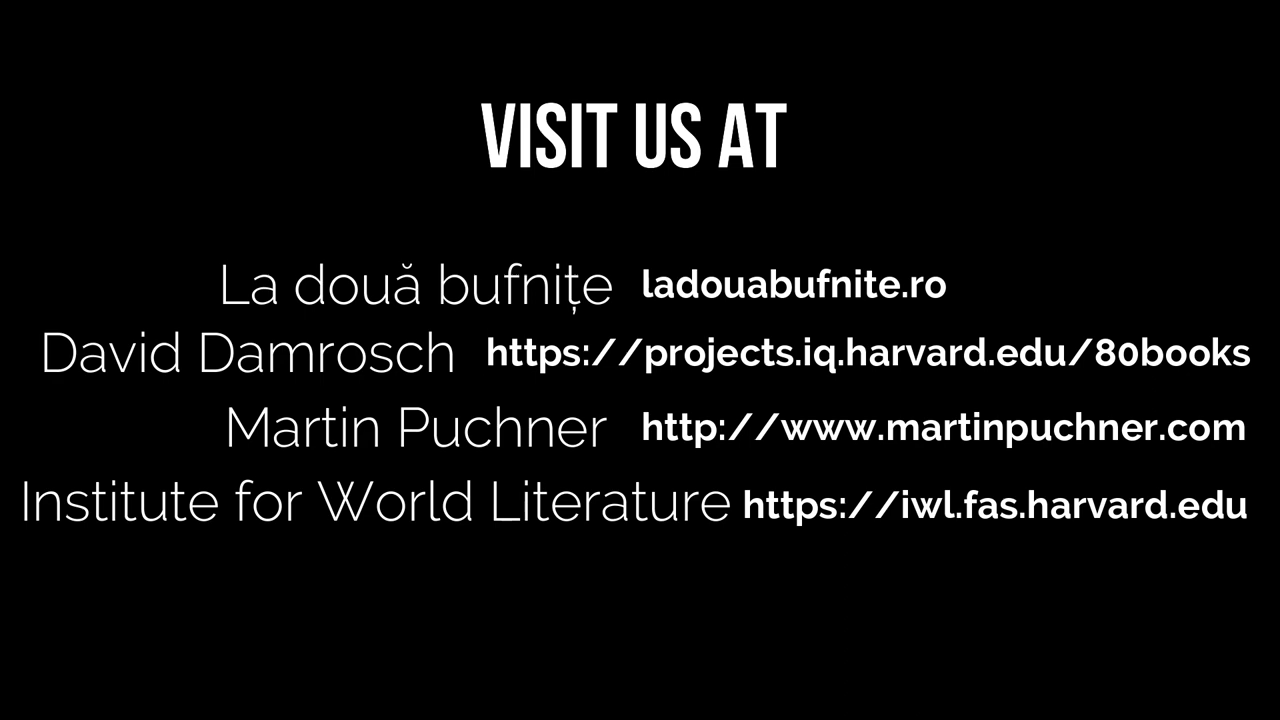 VISIT US AT
La două bufnițe ladouabufnite.ro
David Damrosch https://projects.iq.harvard.edu/80books
Martin Puchner http://www.martinpuchner.com
Institute for World Literature https://iwl.fas.harvard.edu